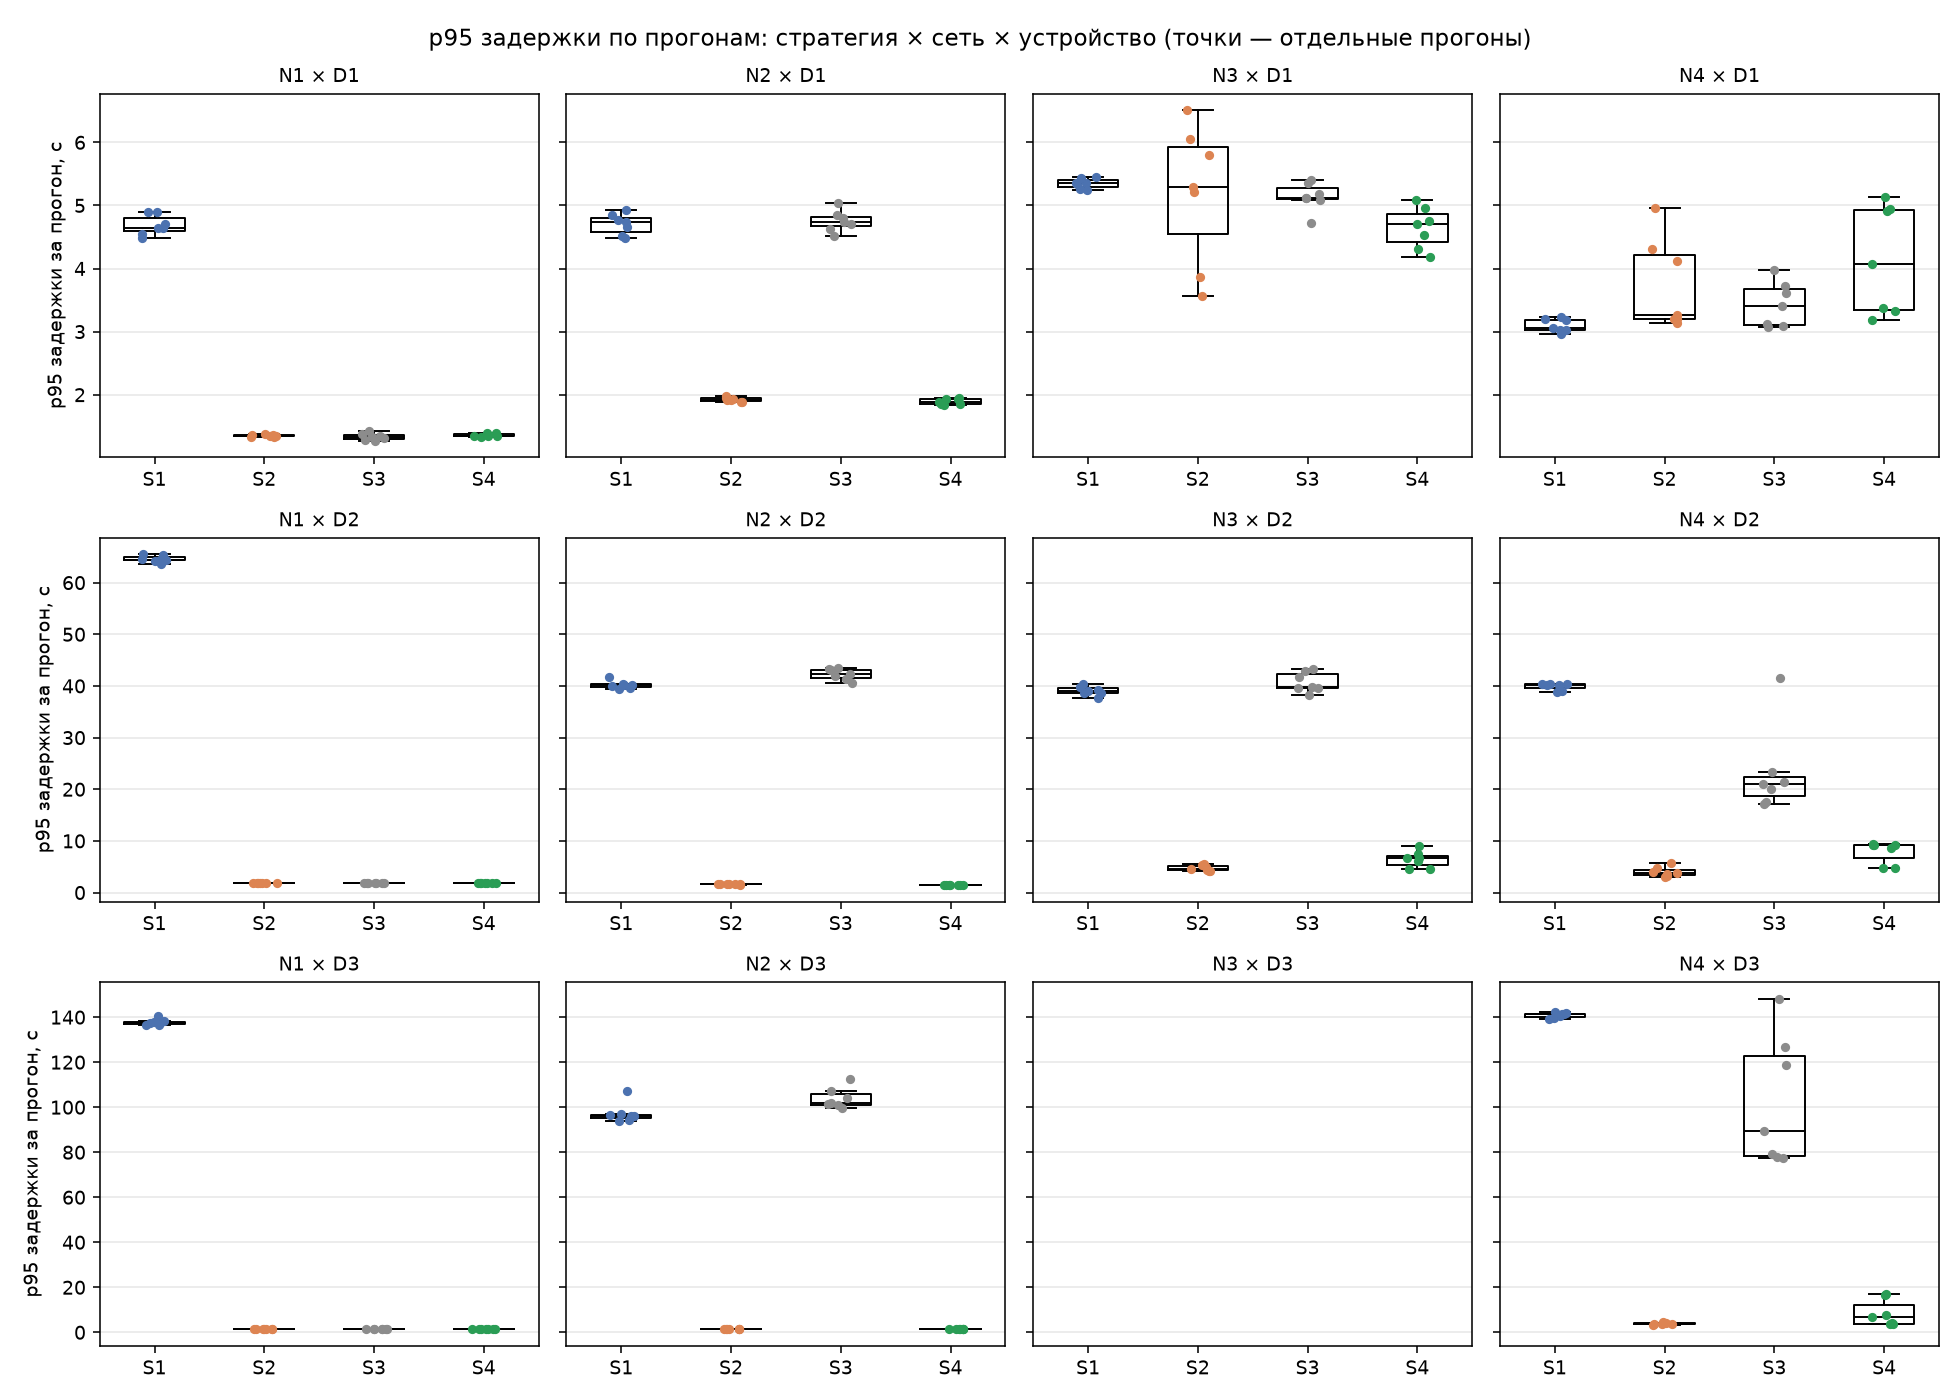 p95 задержки по прогонам: стратегия × сеть × устройство (точки — отдельные прогоны)
N1 × D1
N2 × D1
N3 × D1
N4 × D1
p95 задержки за прогон, с
6
5
4
3
2
S1 S2 S3 S4
S1 S2 S3 S4
S1 S2 S3 S4
S1 S2 S3 S4
N1 × D2
N2 × D2
N3 × D2
N4 × D2
p95 задержки за прогон, с
60
50
40
30
20
10
0
S1 S2 S3 S4
S1 S2 S3 S4
S1 S2 S3 S4
S1 S2 S3 S4
N1 × D3
N2 × D3
N3 × D3
N4 × D3
p95 задержки за прогон, с
140
120
100
80
60
40
20
0
S1 S2 S3 S4
S1 S2 S3 S4
S1 S2 S3 S4
S1 S2 S3 S4